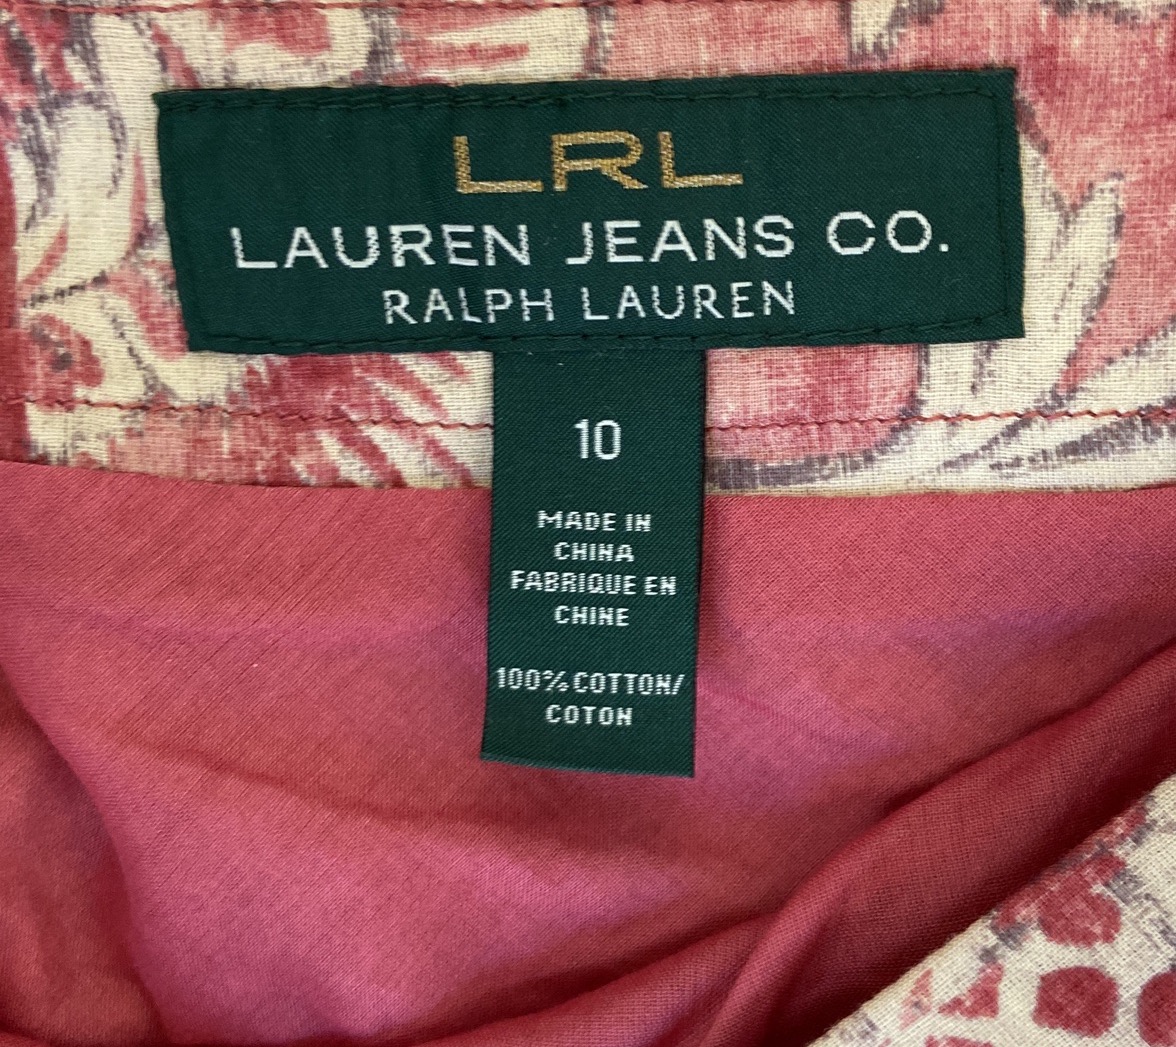 LRL
LAUREN JEANS CO.
RALPH LAUREN
10
MADE IN
CHINA
FABRIQUE EN
CHINE
100% COTTON/
COTON